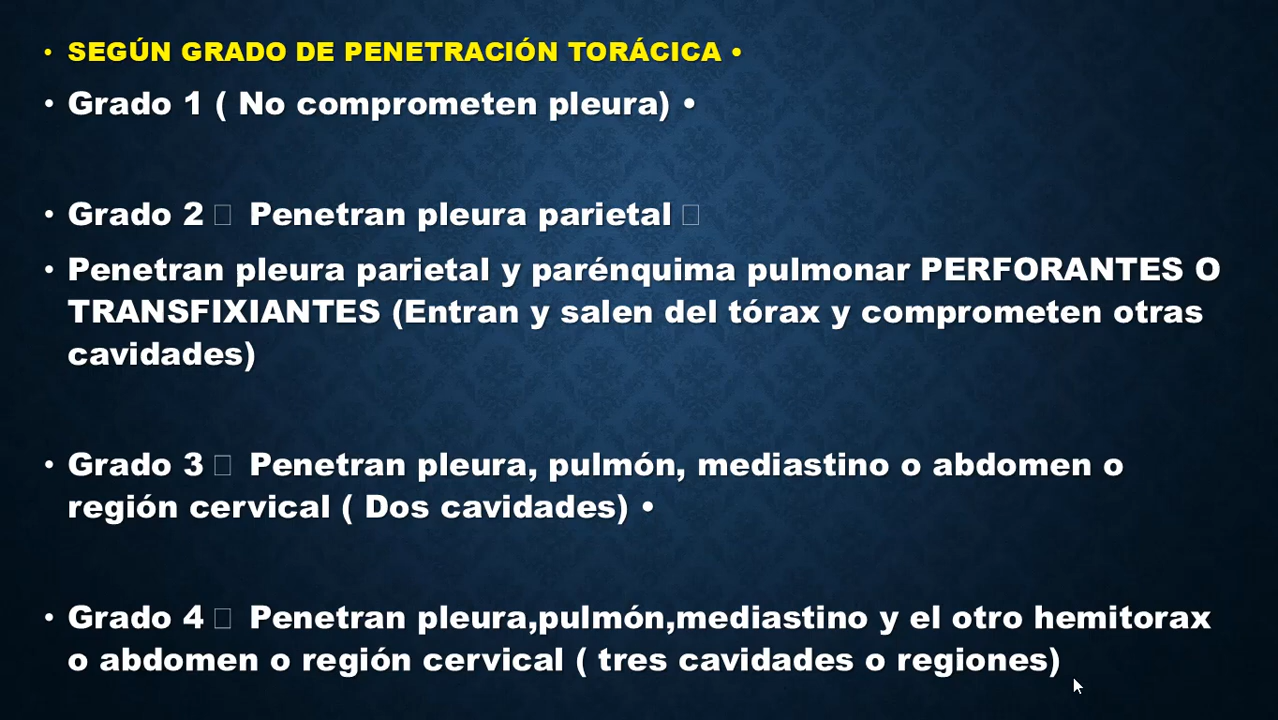 • SEGÚN GRADO DE PENETRACIÓN TORÁCICA •
• Grado 1 ( No comprometen pleura) •
• Grado 2 Penetran pleura parietal
• Penetran pleura parietal y parénquima pulmonar PERFORANTES O
TRANSFIXIANTES (Entran y salen del tórax y comprometen otras
cavidades)
• Grado 3 Penetran pleura, pulmón, mediastino o abdomen o
región cervical ( Dos cavidades) •
• Grado 4 Penetran pleura,pulmón,mediastino y el otro hemitorax
o abdomen o región cervical ( tres cavidades o regiones)